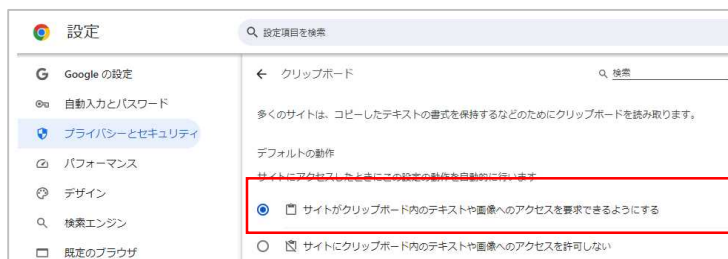 設定
設定項目を検索
Google の設定
自動入力とパスワード
プライバシーとセキュリティ
パフォーマンス
デザイン
検索エンジン
既定のブラウザ
クリップボード
検索
多くのサイトは、コピーしたテキストの書式を保持するなどのためにクリップボードを読み取ります。
デフォルトの動作
サイトにアクセスしたときにこの設定の動作を自動的に行います
サイトがクリップボード内のテキストや画像へのアクセスを要求できるようにする
サイトにクリップボード内のテキストや画像へのアクセスを許可しない